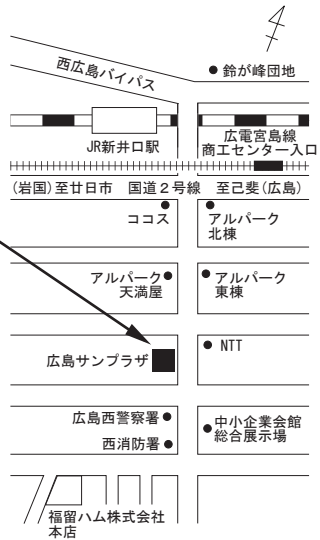 西広島バイパス
鈴が峰団地
JR新井口駅
広電宮島線
商工センター入口
(岩国)至廿日市 国道2号線 至己斐(広島)
ココス
アルパーク
北棟
アルパーク
天満屋
アルパーク
東棟
広島サンプラザ
NTT
広島西警察署
西消防署
中小企業会館
総合展示場
福留ハム株式会社
本店